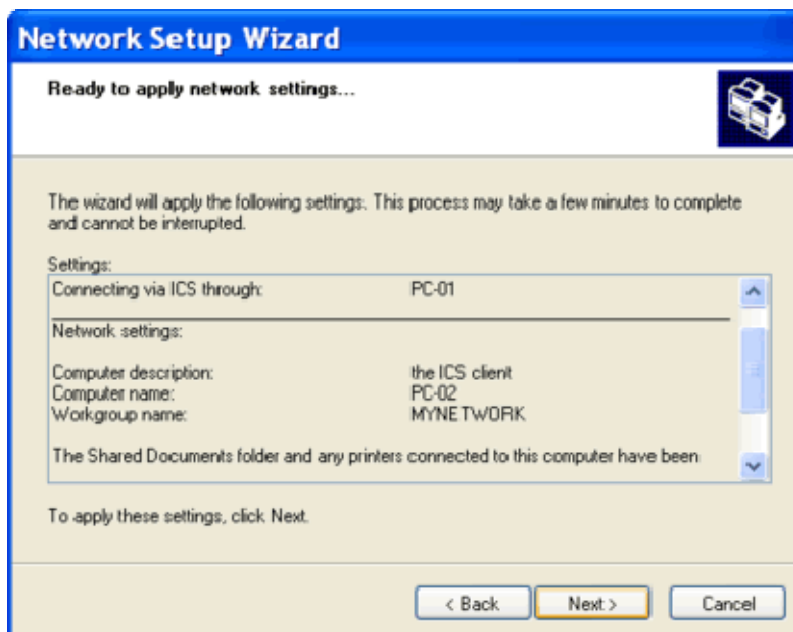 Network Setup Wizard
Ready to apply network settings...
The wizard will apply the following settings. This process may take a few minutes to complete
and cannot be interrupted.
Settings:
Connecting via ICS through: PC-01
Network settings:
Computer description: the ICS client
Computer name: PC-02
Workgroup name: MYNETWORK
The Shared Documents folder and any printers connected to this computer have been
To apply these settings, click Next.
< Back Next > Cancel